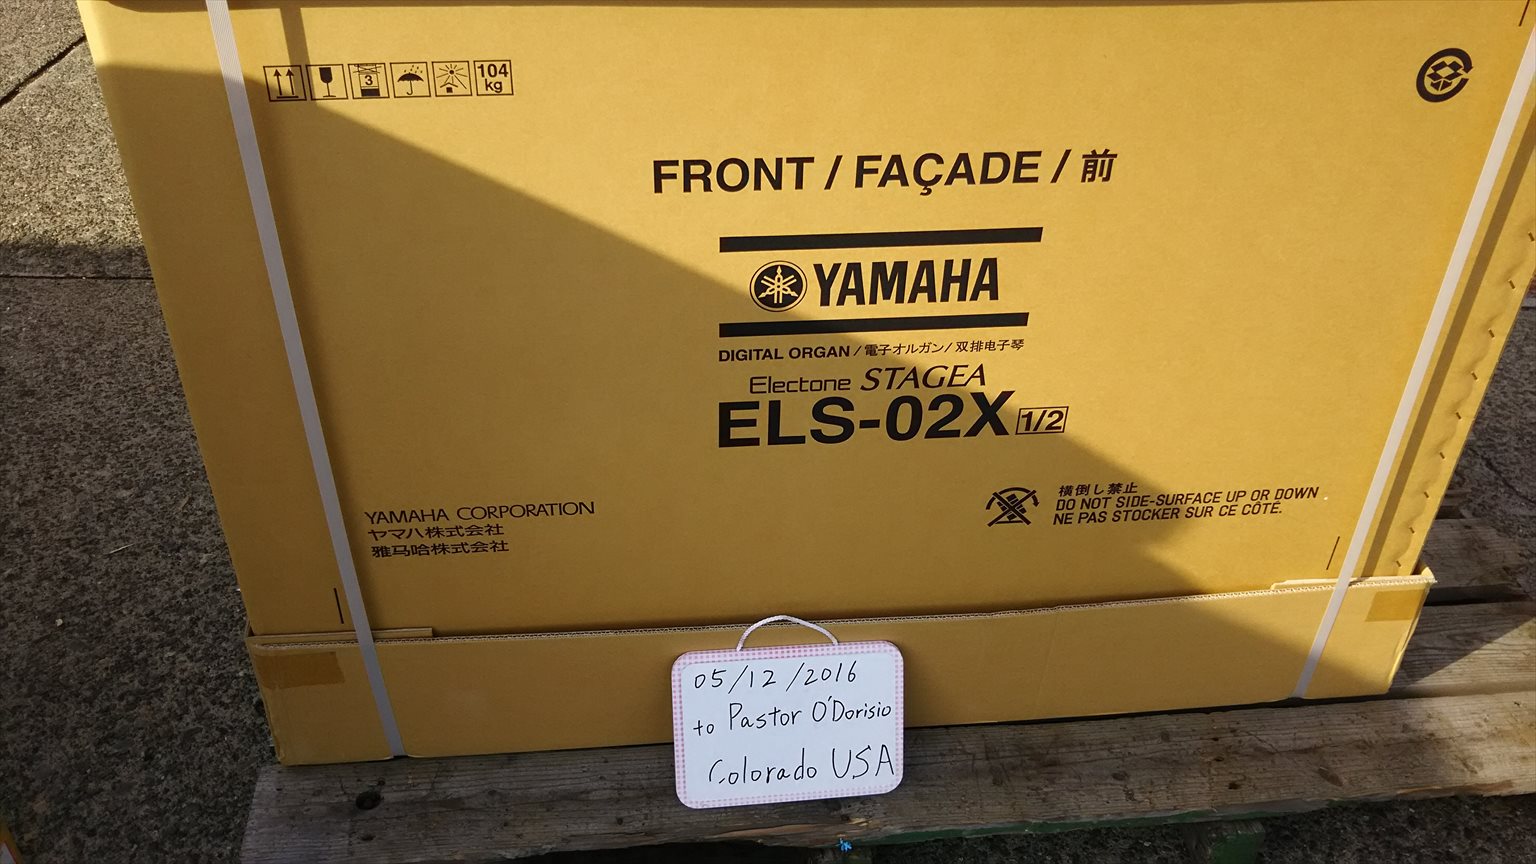 3
104
kg
FRONT / FAÇADE / 前
YAMAHA
DIGITAL ORGAN / 電子オルガン / 双排电子琴
Electone STAGEA
ELS-02X 1/2
横倒し禁止
DO NOT SIDE-SURFACE UP OR DOWN
NE PAS STOCKER SUR CE CÔTÉ.
YAMAHA CORPORATION
ヤマハ株式会社
雅马哈株式会社
05/12/2016
to Pastor O'Dorisio
Colorado USA